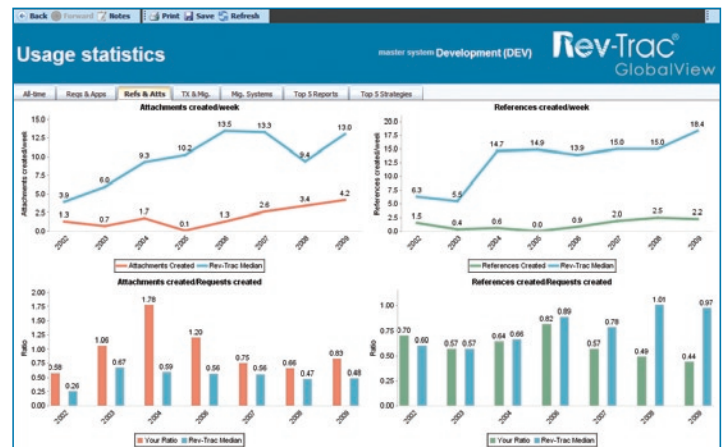 Back Forward Notes Print Save Refresh
Usage statistics
master system Development (DEV)
Rev-Trac®
GlobalView
All-time Reqs & Apps Refs & Atts TX & Mig. Mig. Systems Top 5 Reports Top 5 Strategies
Attachments created/week
Attachments created/week
15.0
12.5
10.0
7.5
5.0
2.5
0.0
3.9 6.0 9.3 10.2 13.5 13.3 9.4 13.0
1.3 0.7 1.7 0.1 1.3 2.6 3.4 4.2
2002 2003 2004 2005 2006 2007 2008 2009
Attachments Created Rev-Trac Median
References created/week
References created/week
20.0
17.5
15.0
12.5
10.0
7.5
5.0
2.5
0.0
6.3 5.5 14.7 14.9 13.9 15.0 15.0 18.4
1.5 0.4 0.6 0.0 0.9 2.0 2.5 2.2
2002 2003 2004 2005 2006 2007 2008 2009
References Created Rev-Trac Median
Attachments created/Requests created
Ratio
2.00
1.75
1.50
1.25
1.00
0.75
0.50
0.25
0.00
0.58 0.26 1.06 0.67 1.78 0.59 1.20 0.56 0.75 0.56 0.66 0.47 0.83 0.48
2002 2003 2004 2006 2007 2008 2009
Your Ratio Rev-Trac Median
References created/Requests created
Ratio
1.00
0.75
0.50
0.25
0.00
0.70 0.60 0.57 0.57 0.64 0.66 0.82 0.89 0.57 0.78 0.49 1.01 0.44 0.97
2002 2003 2004 2006 2007 2008 2009
Your Ratio Rev-Trac Median